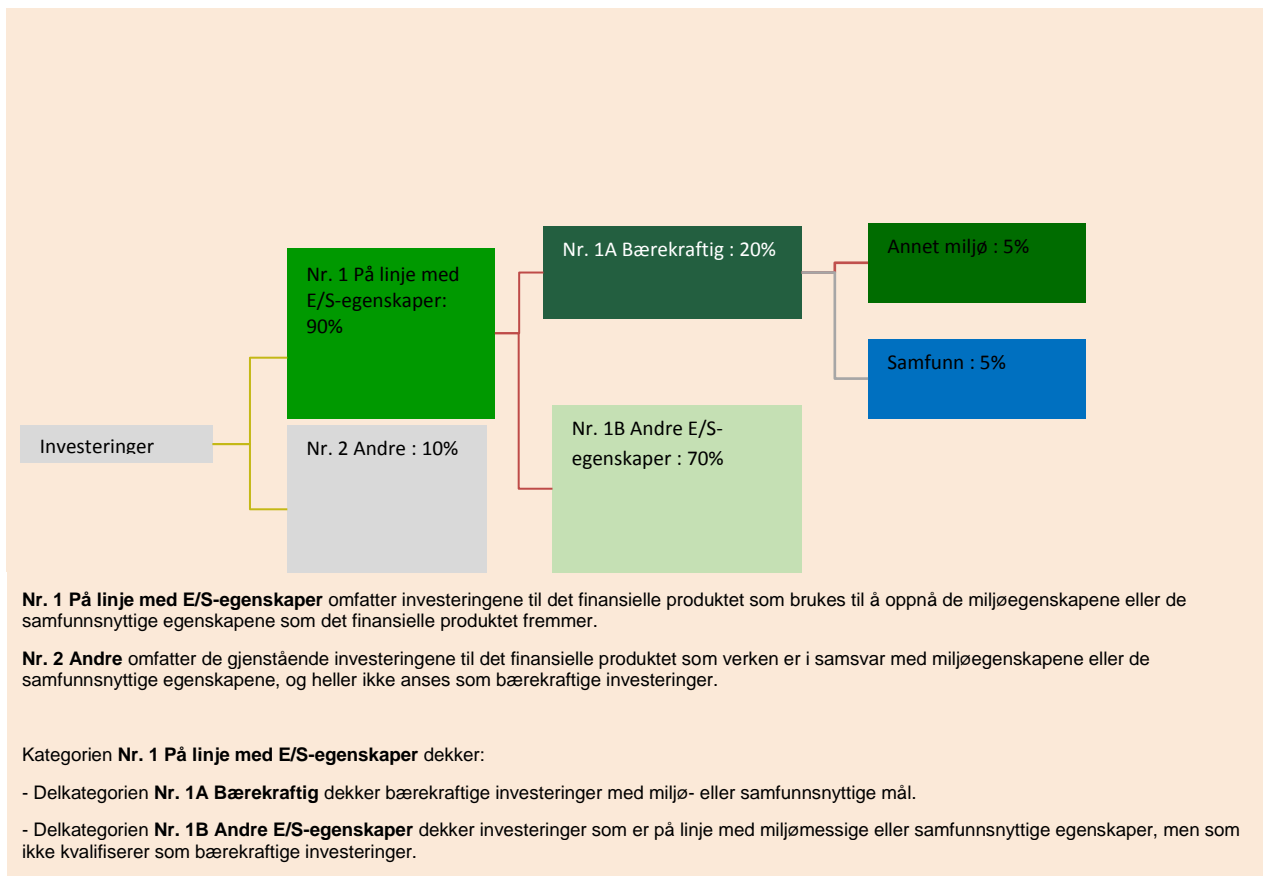 Investeringer
Nr. 1 På linje med
E/S-egenskaper:
90%
Nr. 2 Andre : 10%
Nr. 1A Bærekraftig : 20%
Nr. 1B Andre E/S-
egenskaper : 70%
Annet miljø : 5%
Samfunn : 5%
Nr. 1 På linje med E/S-egenskaper omfatter investeringene til det finansielle produktet som brukes til å oppnå de miljøegenskapene eller de
samfunnsnyttige egenskapene som det finansielle produktet fremmer.
Nr. 2 Andre omfatter de gjenstående investeringene til det finansielle produktet som verken er i samsvar med miljøegenskapene eller de
samfunnsnyttige egenskapene, og heller ikke anses som bærekraftige investeringer.
Kategorien Nr. 1 På linje med E/S-egenskaper dekker:
- Delkategorien Nr. 1A Bærekraftig dekker bærekraftige investeringer med miljø- eller samfunnsnyttige mål.
- Delkategorien Nr. 1B Andre E/S-egenskaper dekker investeringer som er på linje med miljømessige eller samfunnsnyttige egenskaper, men som
ikke kvalifiserer som bærekraftige investeringer.